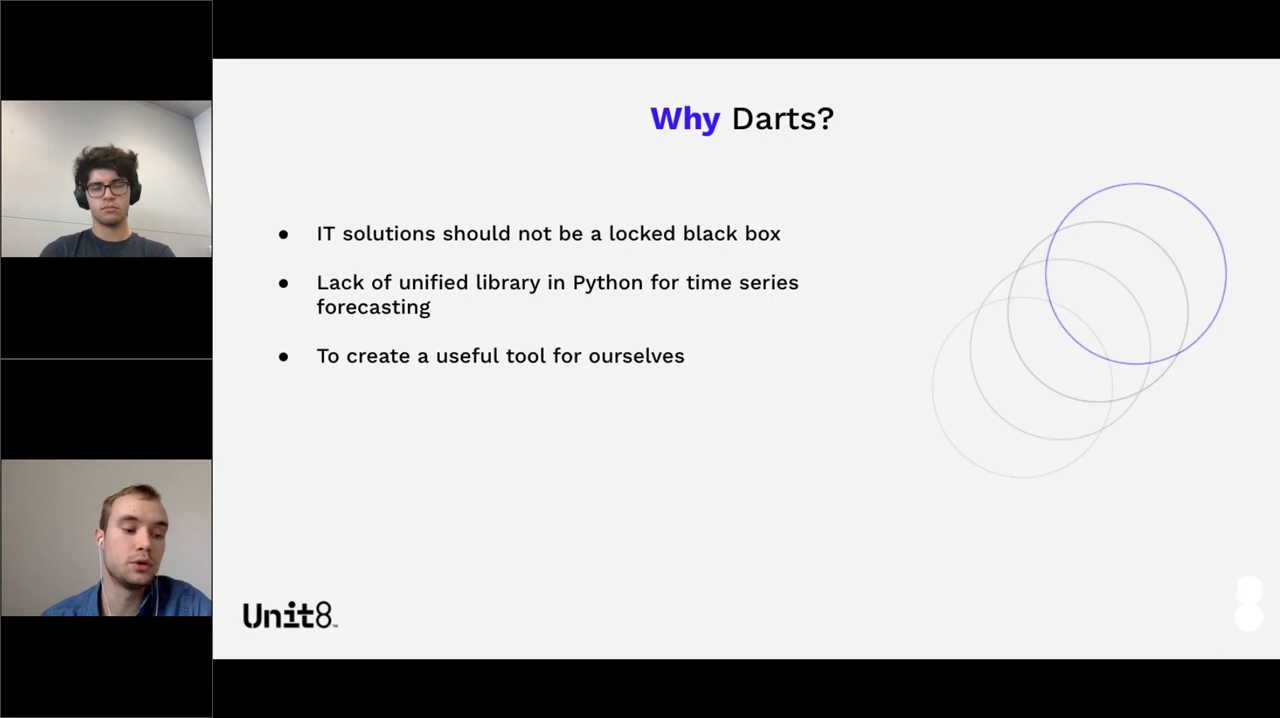 Why Darts?
● IT solutions should not be a locked black box
● Lack of unified library in Python for time series
forecasting
● To create a useful tool for ourselves
Unit8